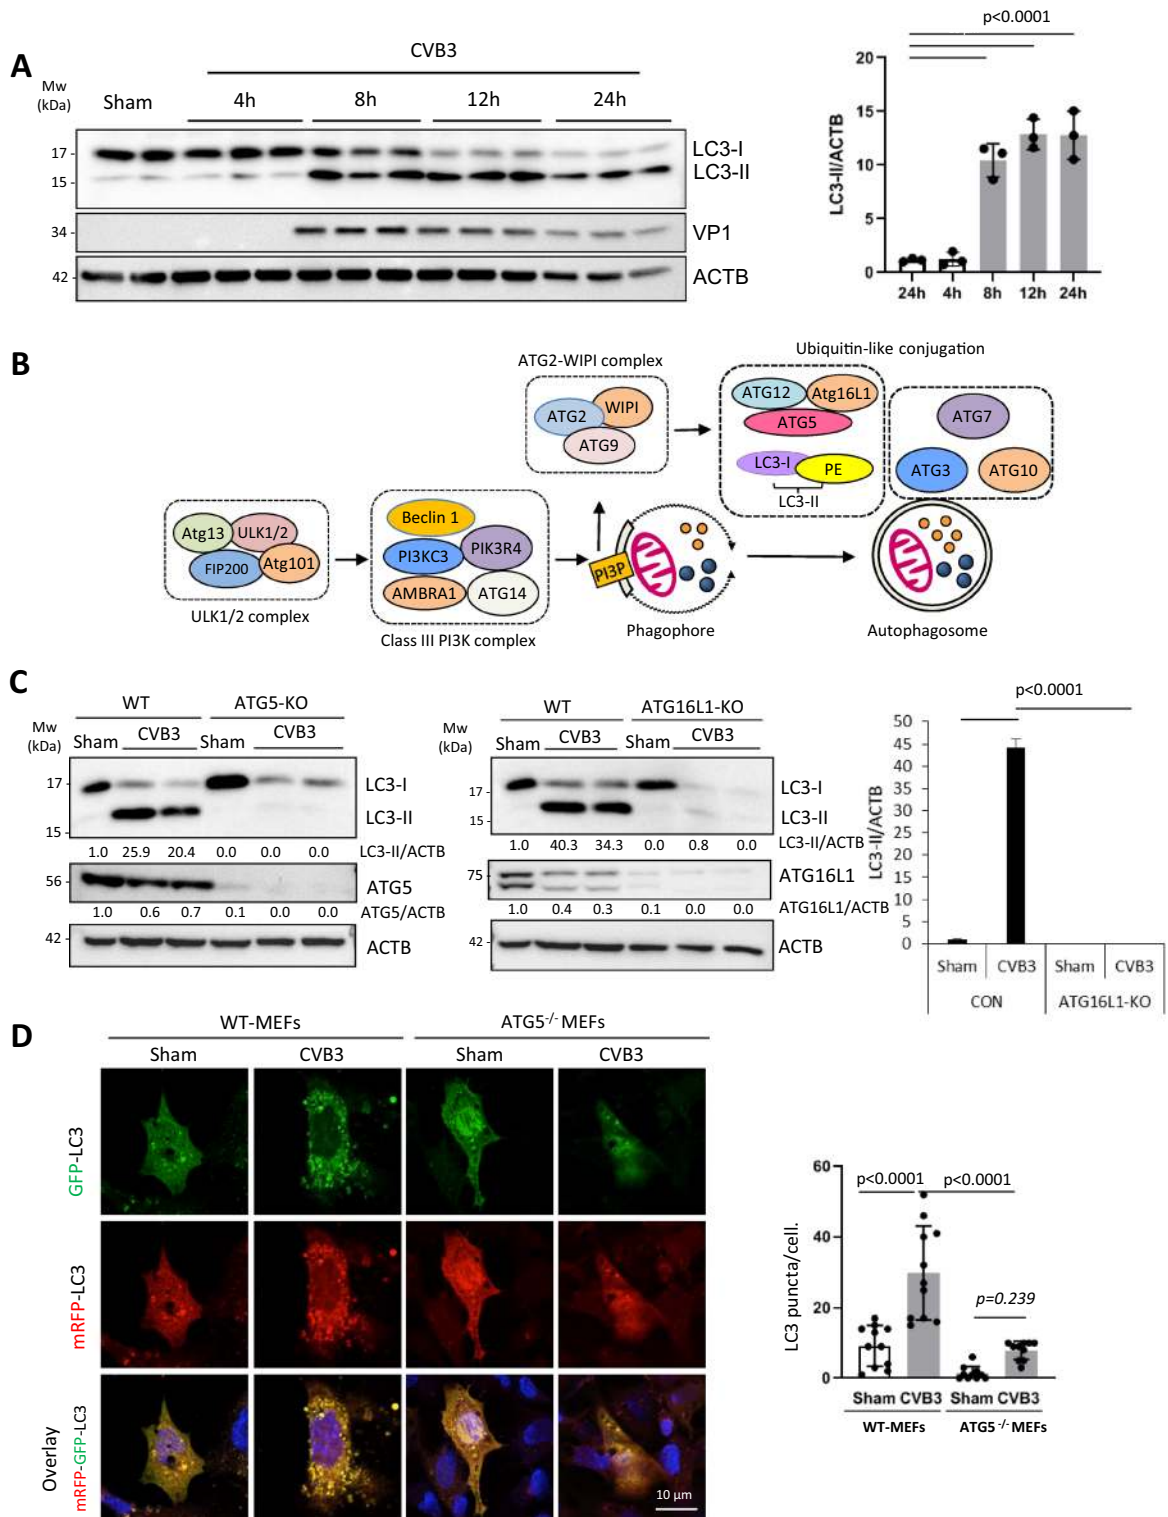 A
CVB3
Mw
(kDa)
Sham 4h 8h 12h 24h
17 - LC3-I
15 - LC3-II
34 - VP1
42 - ACTB
p<0.0001
LC3-II/ACTB
20
15
10
5
0
24h 4h 8h 12h 24h
B
ATG2-WIPI complex
Ubiquitin-like conjugation
ATG2 WIPI
ATG9
ATG12 Atg16L1
ATG5
LC3-I PE
LC3-II
ATG7
ATG3 ATG10
Atg13 ULK1/2
FIP200 Atg101
ULK1/2 complex
Beclin 1
PI3KC3 PIK3R4
AMBRA1 ATG14
Class III PI3K complex
PI3P
Phagophore
Autophagosome
C
WT ATG5-KO
Mw
(kDa)
Sham CVB3 Sham CVB3
17 - LC3-I
LC3-II
15 -
1.0 25.9 20.4 0.0 0.0 0.0 LC3-II/ACTB
56 - ATG5
1.0 0.6 0.7 0.1 0.0 0.0 ATG5/ACTB
42 - ACTB
WT ATG16L1-KO
Mw
(kDa)
Sham CVB3 Sham CVB3
17 - LC3-I
15 - LC3-II
1.0 40.3 34.3 0.0 0.8 0.0 LC3-II/ACTB
75 - ATG16L1
1.0 0.4 0.3 0.1 0.0 0.0 ATG16L1/ACTB
42 - ACTB
p<0.0001
LC3-II/ACTB
50
45
40
35
30
25
20
15
10
5
0
Sham CVB3 Sham CVB3
CON ATG16L1-KO
D
WT-MEFs ATG5-/- MEFs
Sham CVB3 Sham CVB3
GFP-LC3
mRFP-LC3
Overlay
mRFP-GFP-LC3
10 µm
LC3 puncta/cell.
60
40
20
0
p<0.0001 p<0.0001
p=0.239
Sham CVB3 Sham CVB3
WT-MEFs ATG5 -/- MEFs